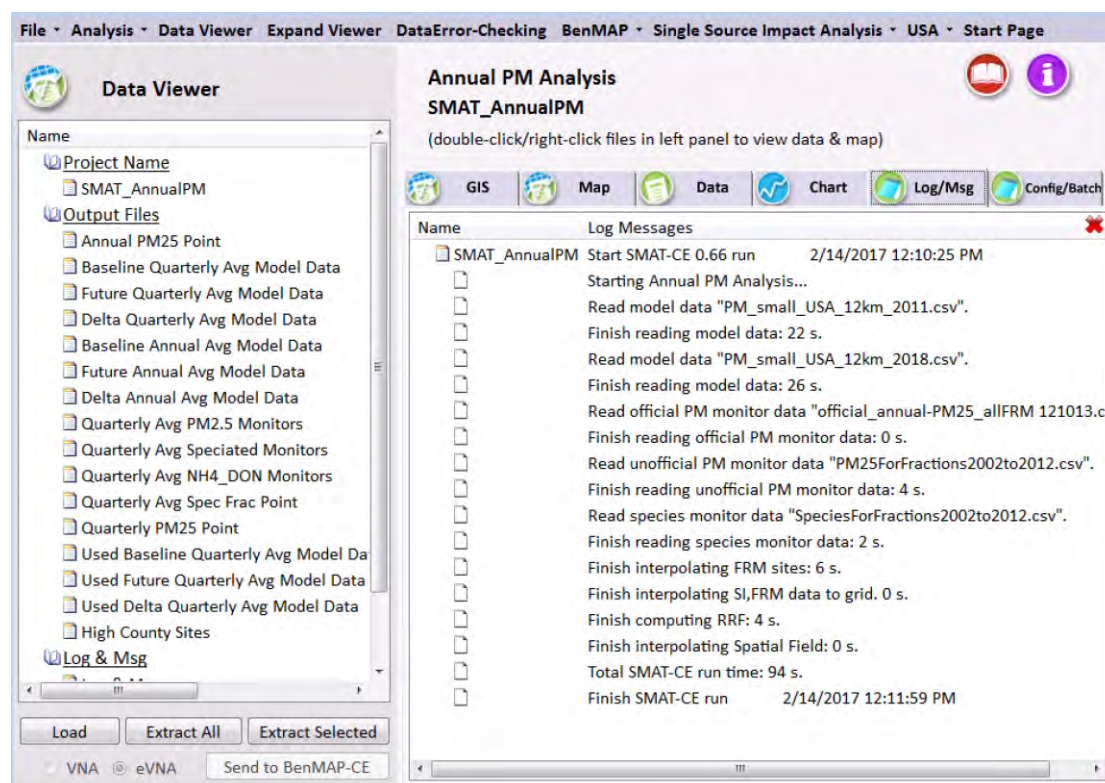 File Analysis Data Viewer Expand Viewer DataError-Checking BenMAP Single Source Impact Analysis USA Start Page
Data Viewer
Name
Project Name
SMAT_AnnualPM
Output Files
Annual PM25 Point
Baseline Quarterly Avg Model Data
Future Quarterly Avg Model Data
Delta Quarterly Avg Model Data
Baseline Annual Avg Model Data
Future Annual Avg Model Data
Delta Annual Avg Model Data
Quarterly Avg PM2.5 Monitors
Quarterly Avg Speciated Monitors
Quarterly Avg NH4_DON Monitors
Quarterly Avg Spec Frac Point
Quarterly PM25 Point
Used Baseline Quarterly Avg Model Da
Used Future Quarterly Avg Model Data
Used Delta Quarterly Avg Model Data
High County Sites
Log & Msg
Load Extract All Extract Selected
VNA eVNA Send to BenMAP-CE
Annual PM Analysis
SMAT_AnnualPM
(double-click/right-click files in left panel to view data & map)
GIS Map Data Chart Log/Msg Config/Batch
Name Log Messages
SMAT_AnnualPM Start SMAT-CE 0.66 run 2/14/2017 12:10:25 PM
Starting Annual PM Analysis...
Read model data "PM_small_USA_12km_2011.csv".
Finish reading model data: 22 s.
Read model data "PM_small_USA_12km_2018.csv".
Finish reading model data: 26 s.
Read official PM monitor data "official_annual-PM25_allFRM 121013.c
Finish reading official PM monitor data: 0 s.
Read unofficial PM monitor data "PM25ForFractions2002to2012.csv".
Finish reading unofficial PM monitor data: 4 s.
Read species monitor data "SpeciesForFractions2002to2012.csv".
Finish reading species monitor data: 2 s.
Finish interpolating FRM sites: 6 s.
Finish interpolating SI,FRM data to grid. 0 s.
Finish computing RRF: 4 s.
Finish interpolating Spatial Field: 0 s.
Total SMAT-CE run time: 94 s.
Finish SMAT-CE run 2/14/2017 12:11:59 PM